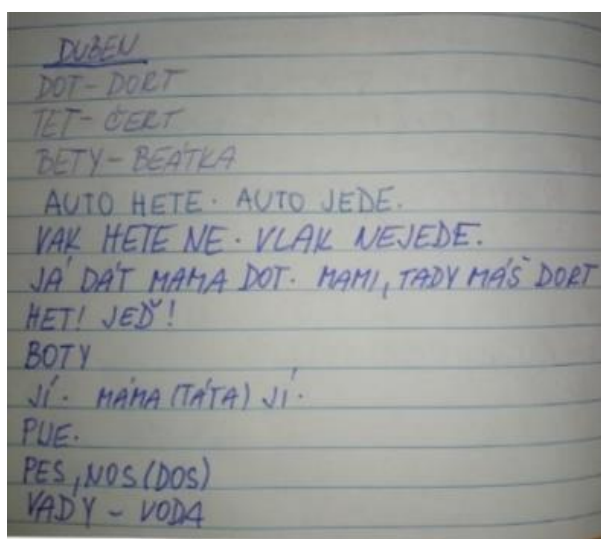 DUBEN
DOT - DORT
TET - ČERT
BETY - BEÁTKA
AUTO HETE. AUTO JEDE.
VAK HETE NE. VLAK NEJEDE.
JÁ DÁT MAMA DOT. MAMI, TADY MÁŠ DORT
HET! JEĎ!
BOTY
JÍ. MÁMA (TÁTA) JÍ.
PIJE.
PES, NOS (DOS)
VADY - VODA